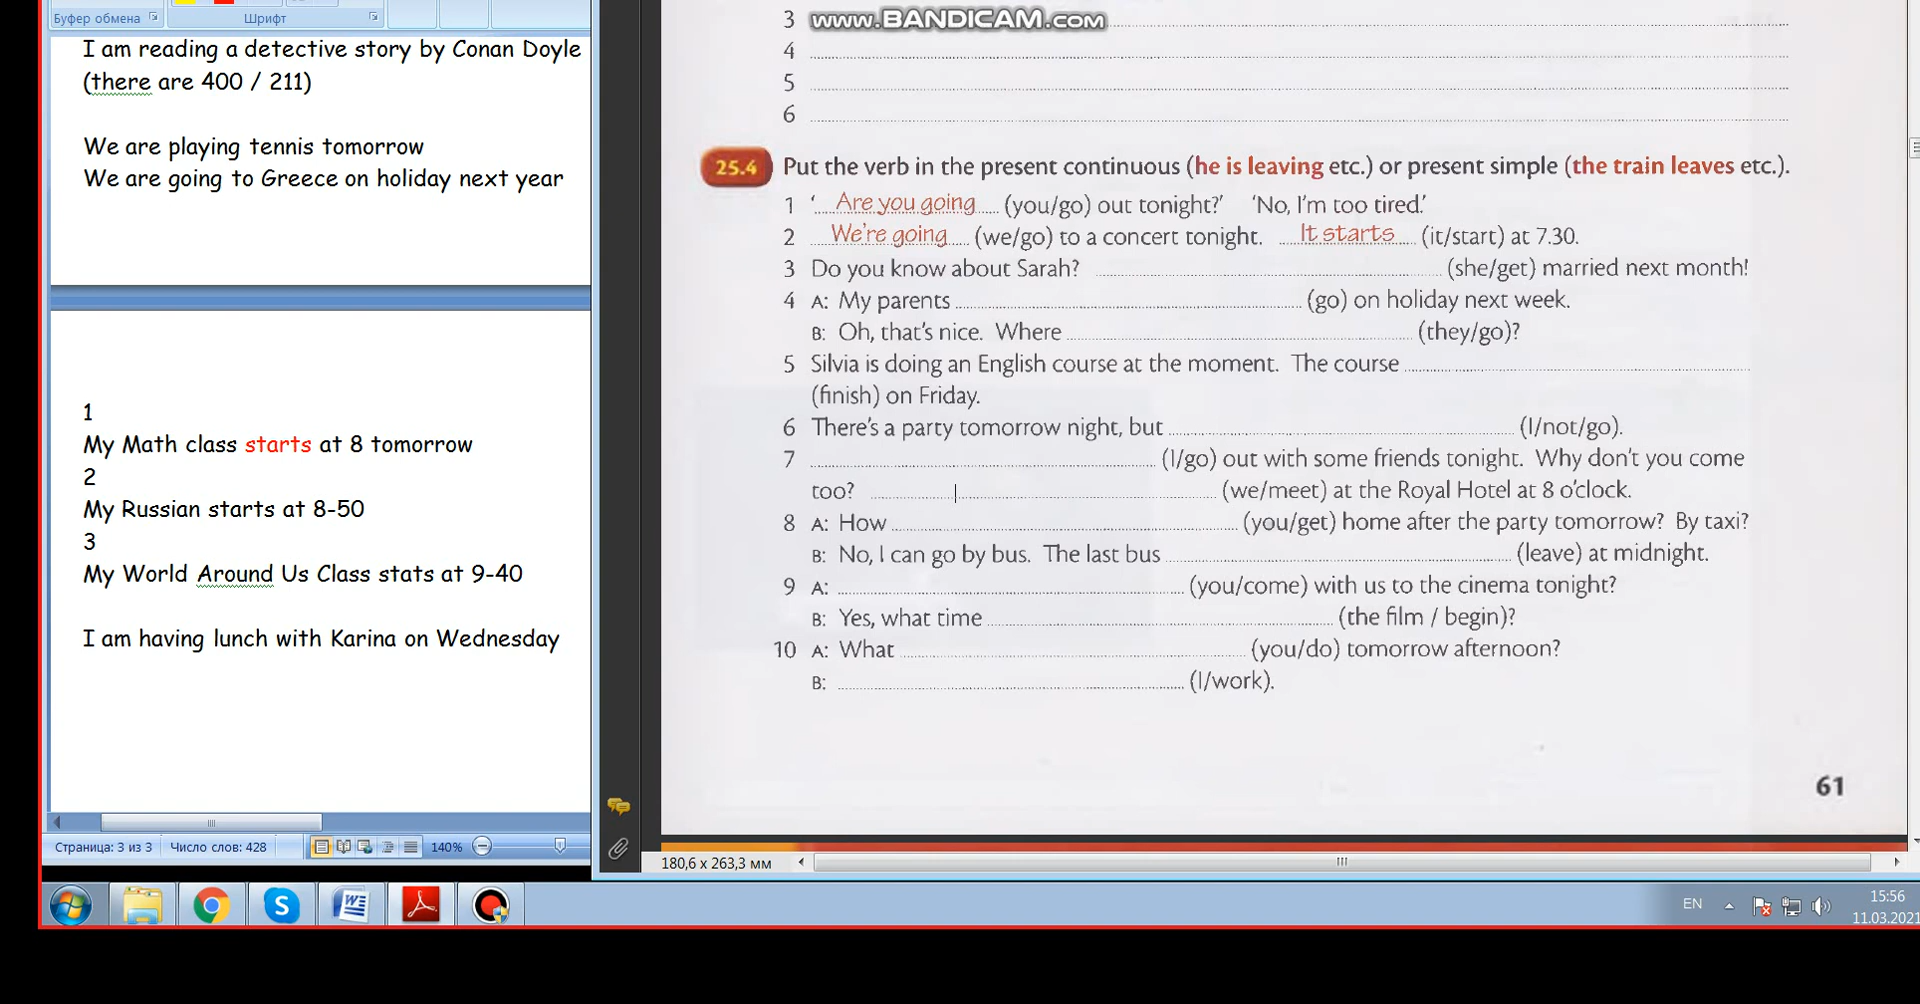 Буфер обмена
Шрифт
I am reading a detective story by Conan Doyle
(there are 400 / 211)
We are playing tennis tomorrow
We are going to Greece on holiday next year
1
My Math class starts at 8 tomorrow
2
My Russian starts at 8-50
3
My World Around Us Class stats at 9-40
I am having lunch with Karina on Wednesday
Страница: 3 из 3 Число слов: 428 140%
www.BANDICAM.com
3
4
5
6
25.4 Put the verb in the present continuous (he is leaving etc.) or present simple (the train leaves etc.).
1 ' Are you going (you/go) out tonight?' 'No, I'm too tired.'
2 We're going (we/go) to a concert tonight. It starts (it/start) at 7.30.
3 Do you know about Sarah? (she/get) married next month!
4 A: My parents (go) on holiday next week.
B: Oh, that's nice. Where (they/go)?
5 Silvia is doing an English course at the moment. The course
(finish) on Friday.
6 There's a party tomorrow night, but (I/not/go).
7 (I/go) out with some friends tonight. Why don't you come
too? (we/meet) at the Royal Hotel at 8 o'clock.
8 A: How (you/get) home after the party tomorrow? By taxi?
B: No, I can go by bus. The last bus (leave) at midnight.
9 A: (you/come) with us to the cinema tonight?
B: Yes, what time (the film / begin)?
10 A: What (you/do) tomorrow afternoon?
B: (I/work).
61
180,6 x 263,3 мм
EN
15:56
11.03.2021